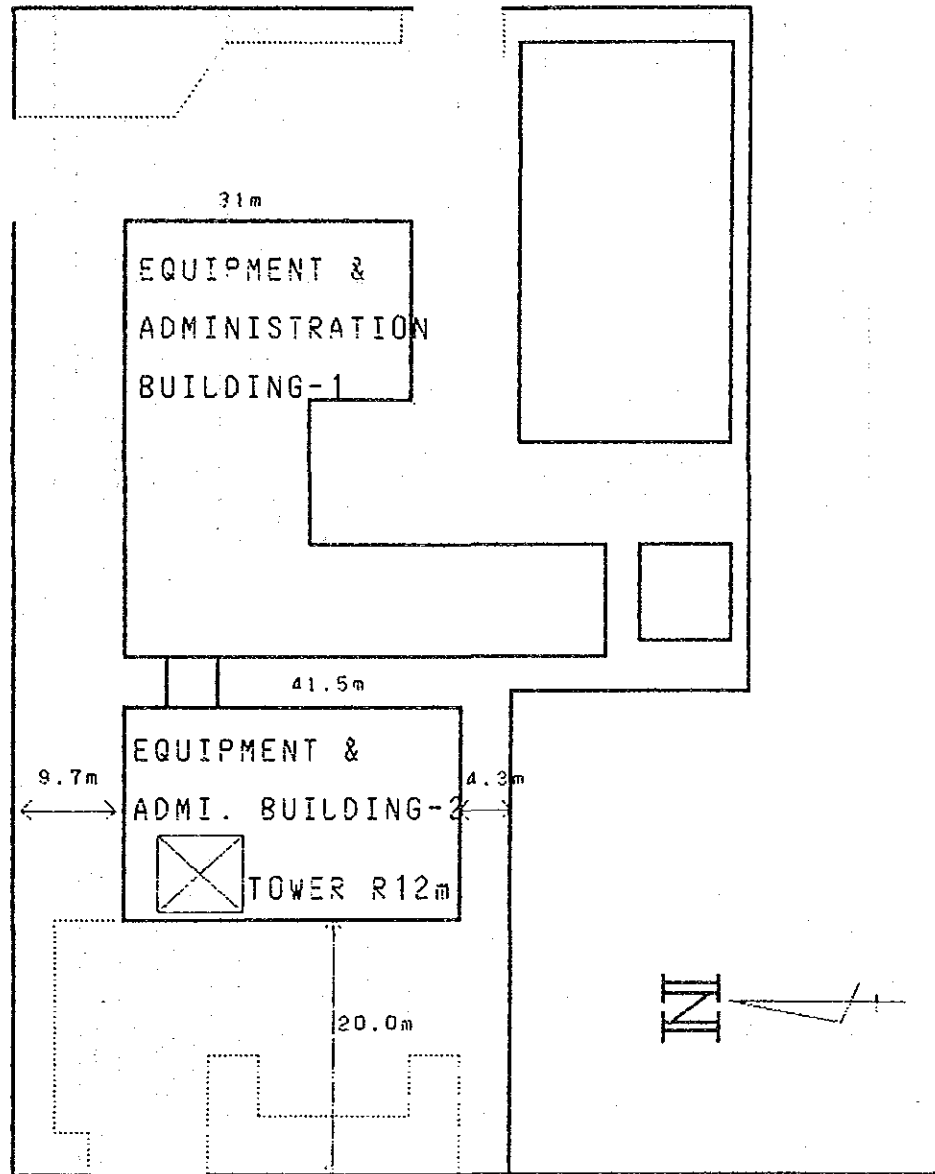 31m
EQUIPMENT &
ADMINISTRATION
BUILDING-1
41.5m
EQUIPMENT &
9.7m
4.3m
ADMI. BUILDING-2
TOWER R12m
20.0m
N